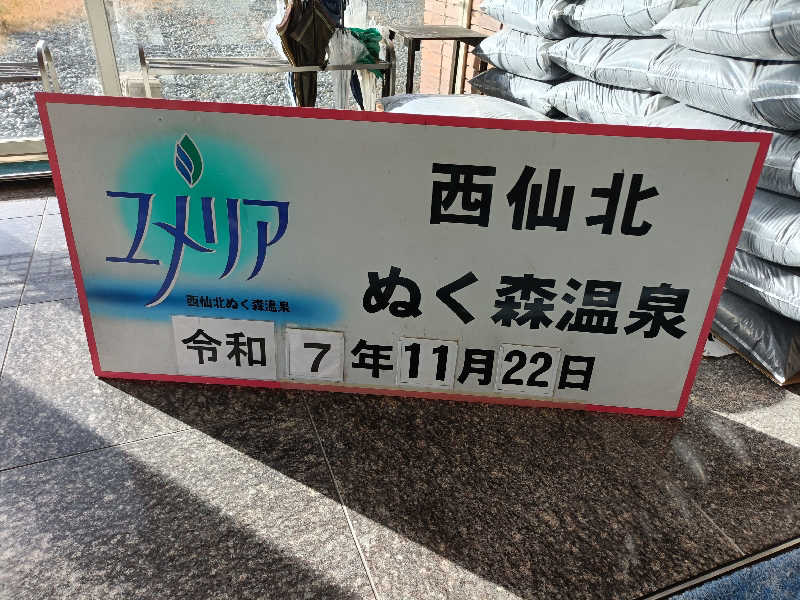 ユメリア
西仙北ぬく森温泉
西仙北
ぬく森温泉
令和 7 年 11 月 22 日